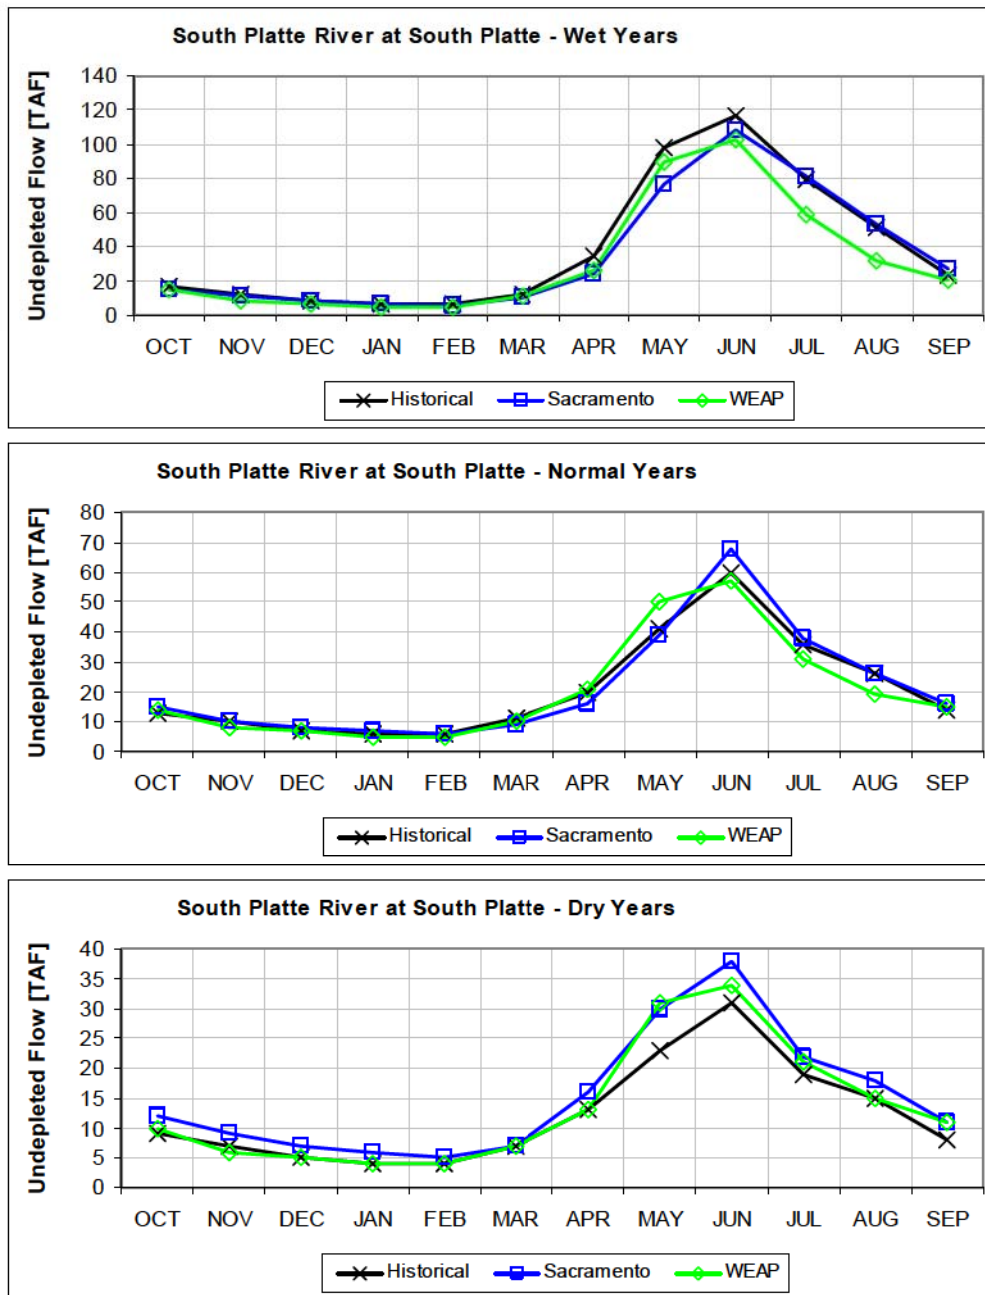 South Platte River at South Platte - Wet Years
Undepleted Flow [TAF]
140
120
100
80
60
40
20
0
OCT NOV DEC JAN FEB MAR APR MAY JUN JUL AUG SEP
Historical Sacramento WEAP
South Platte River at South Platte - Normal Years
Undepleted Flow [TAF]
80
70
60
50
40
30
20
10
0
OCT NOV DEC JAN FEB MAR APR MAY JUN JUL AUG SEP
Historical Sacramento WEAP
South Platte River at South Platte - Dry Years
Undepleted Flow [TAF]
40
35
30
25
20
15
10
5
0
OCT NOV DEC JAN FEB MAR APR MAY JUN JUL AUG SEP
Historical Sacramento WEAP